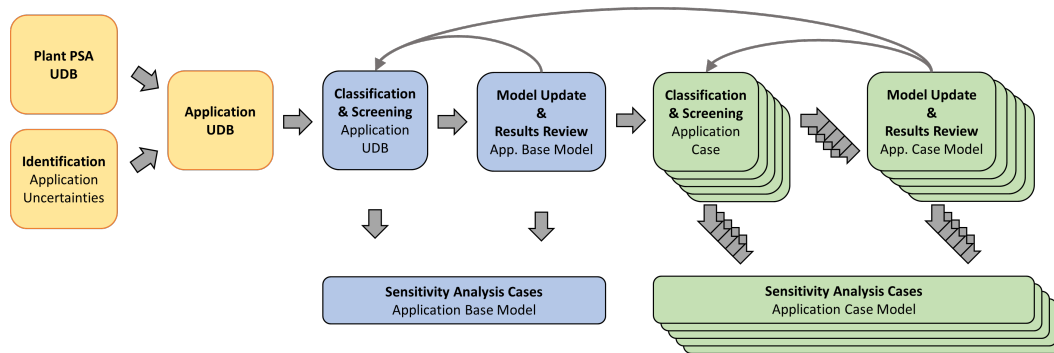 Plant PSA
UDB
Identification
Application
Uncertainties
Application
UDB
Classification
& Screening
Application
UDB
Model Update
&
Results Review
App. Base Model
Classification
& Screening
Application
Case
Model Update
&
Results Review
App. Case Model
Sensitivity Analysis Cases
Application Base Model
Sensitivity Analysis Cases
Application Case Model